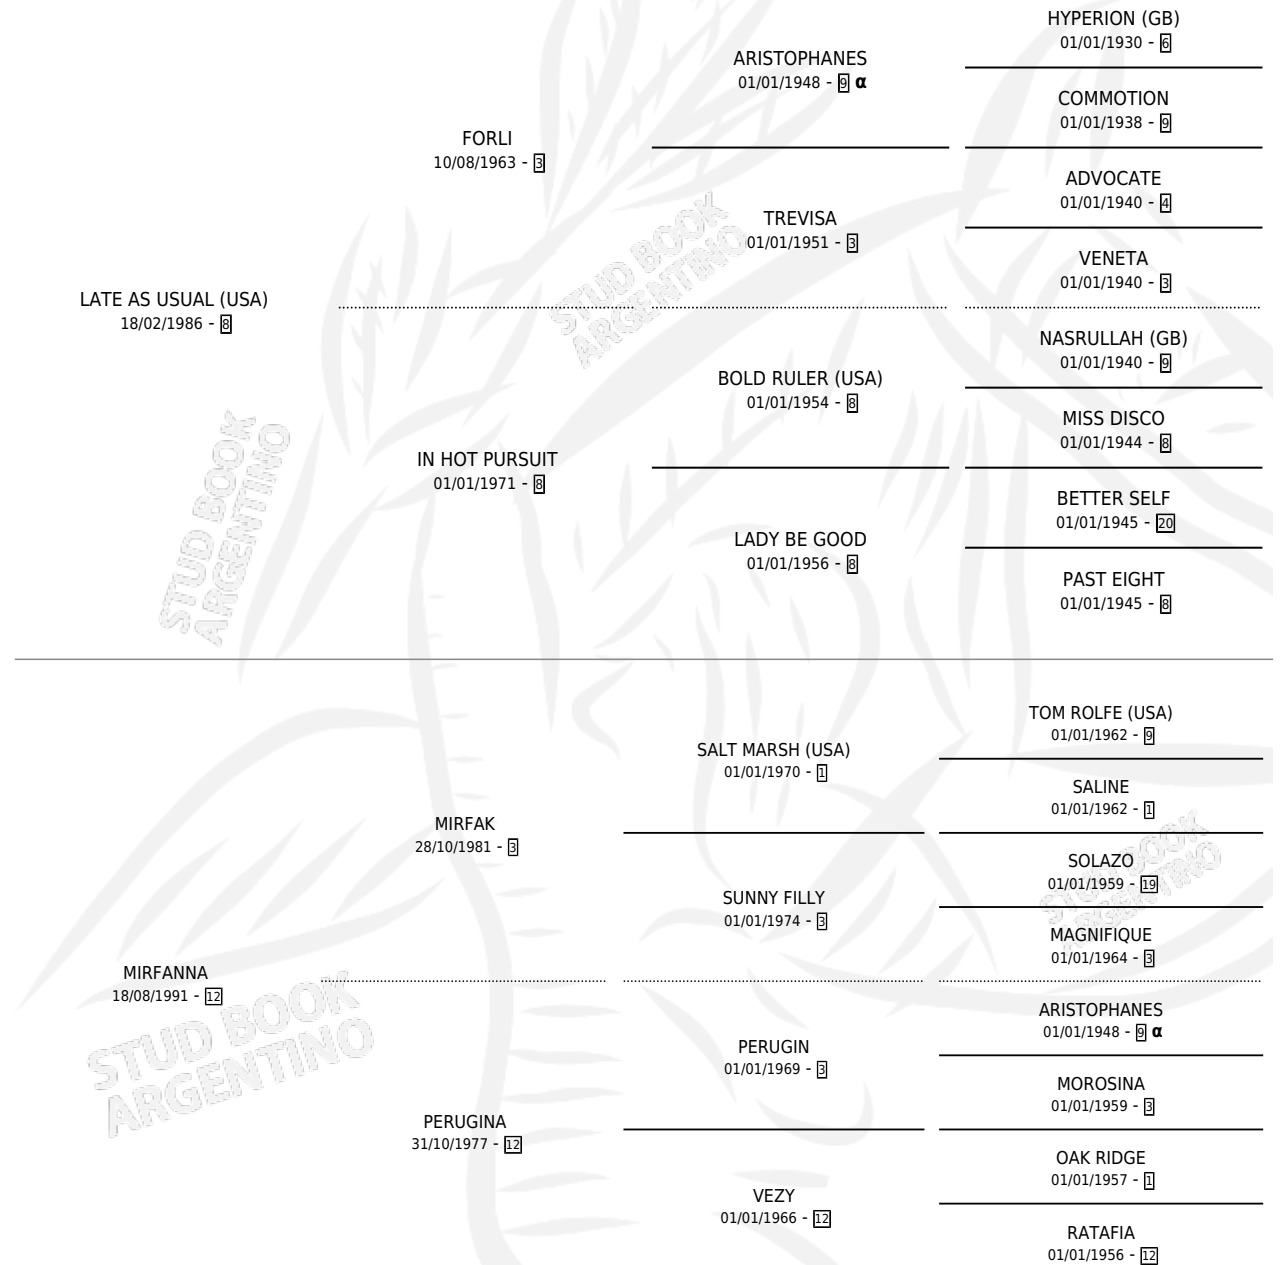 HYPERION (GB)
01/01/1930 - 6
ARISTOPHANES
01/01/1948 - 9 α
COMMOTION
01/01/1938 - 9
FORLI
10/08/1963 - 3
ADVOCATE
01/01/1940 - 4
TREVISA
01/01/1951 - 3
VENETA
01/01/1940 - 3
LATE AS USUAL (USA)
18/02/1986 - 8
NASRULLAH (GB)
01/01/1940 - 9
BOLD RULER (USA)
01/01/1954 - 8
MISS DISCO
01/01/1944 - 8
IN HOT PURSUIT
01/01/1971 - 8
BETTER SELF
01/01/1945 - 20
LADY BE GOOD
01/01/1956 - 8
PAST EIGHT
01/01/1945 - 8
STUD BOOK
ARGENTINO
STUD BOOK
ARGENTINO
TOM ROLFE (USA)
01/01/1962 - 9
SALT MARSH (USA)
01/01/1970 - 1
SALINE
01/01/1962 - 1
MIRFAK
28/10/1981 - 3
SOLAZO
01/01/1959 - 19
SUNNY FILLY
01/01/1974 - 3
MAGNIFIQUE
01/01/1964 - 3
STUD BOOK
ARGENTINO
MIRFANNA
18/08/1991 - 12
ARISTOPHANES
01/01/1948 - 9 α
PERUGIN
01/01/1969 - 3
MOROSINA
01/01/1959 - 3
PERUGINA
31/10/1977 - 12
OAK RIDGE
01/01/1957 - 1
VEZY
01/01/1966 - 12
RATAFIA
01/01/1956 - 12
STUD BOOK
ARGENTINO